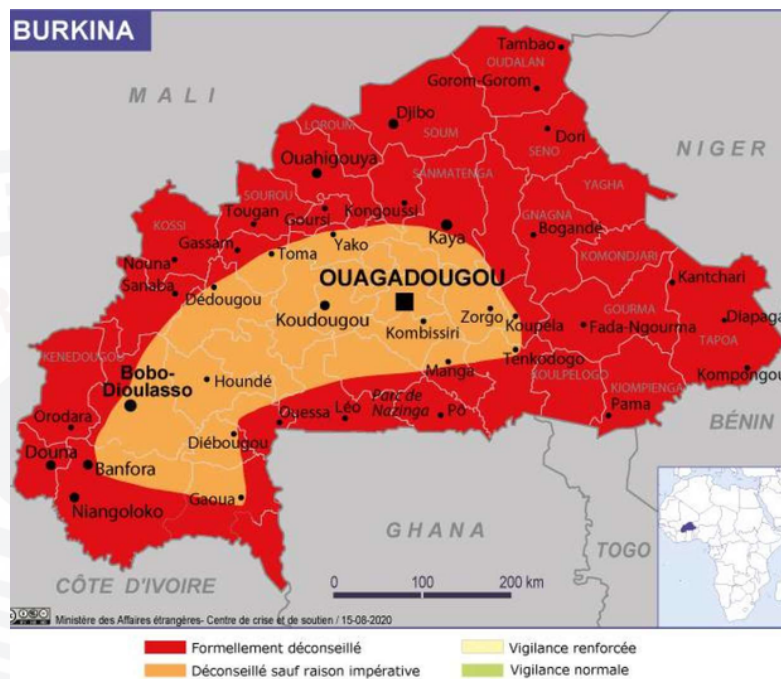 BURKINA
Tambao
OUDALAN
Gorom-Gorom
MALI
Djibo
LOROUM
SOUM
Dori
Ouahigouya
SENO
NIGER
SANMATENGA
SOUROU
YAGHA
Goursi
Kongoussi
Tougan
GNAGNA
KOSSI
Kaya
Bogandé
Gassam
Yako
KOMONDJARI
Toma
Nouna
OUAGADOUGOU
Kantchari
Sanaba
Dédougou
Zorgo
GOURMA
Koudougou
Kombissiri
Koupela
Fada-Ngourma
Diapaga
TAPOA
KENEDOUGOU
Tenkodogo
Bobo-
Dioulasso
Houndé
Manga
KOULPELOGO
KIOMPIENGA
Kompongou
Parc de
Nazinga
Orodara
Ouessa
Léo
Pô
Pama
BÉNIN
Diébougou
Douna
Banfora
Niangoloko
Gaoua
GHANA
TOGO
CÔTE D'IVOIRE
0 100 200 km
Ministère des Affaires étrangères- Centre de crise et de soutien / 15-08-2020
Formellement déconseillé
Vigilance renforcée
Déconseillé sauf raison impérative
Vigilance normale